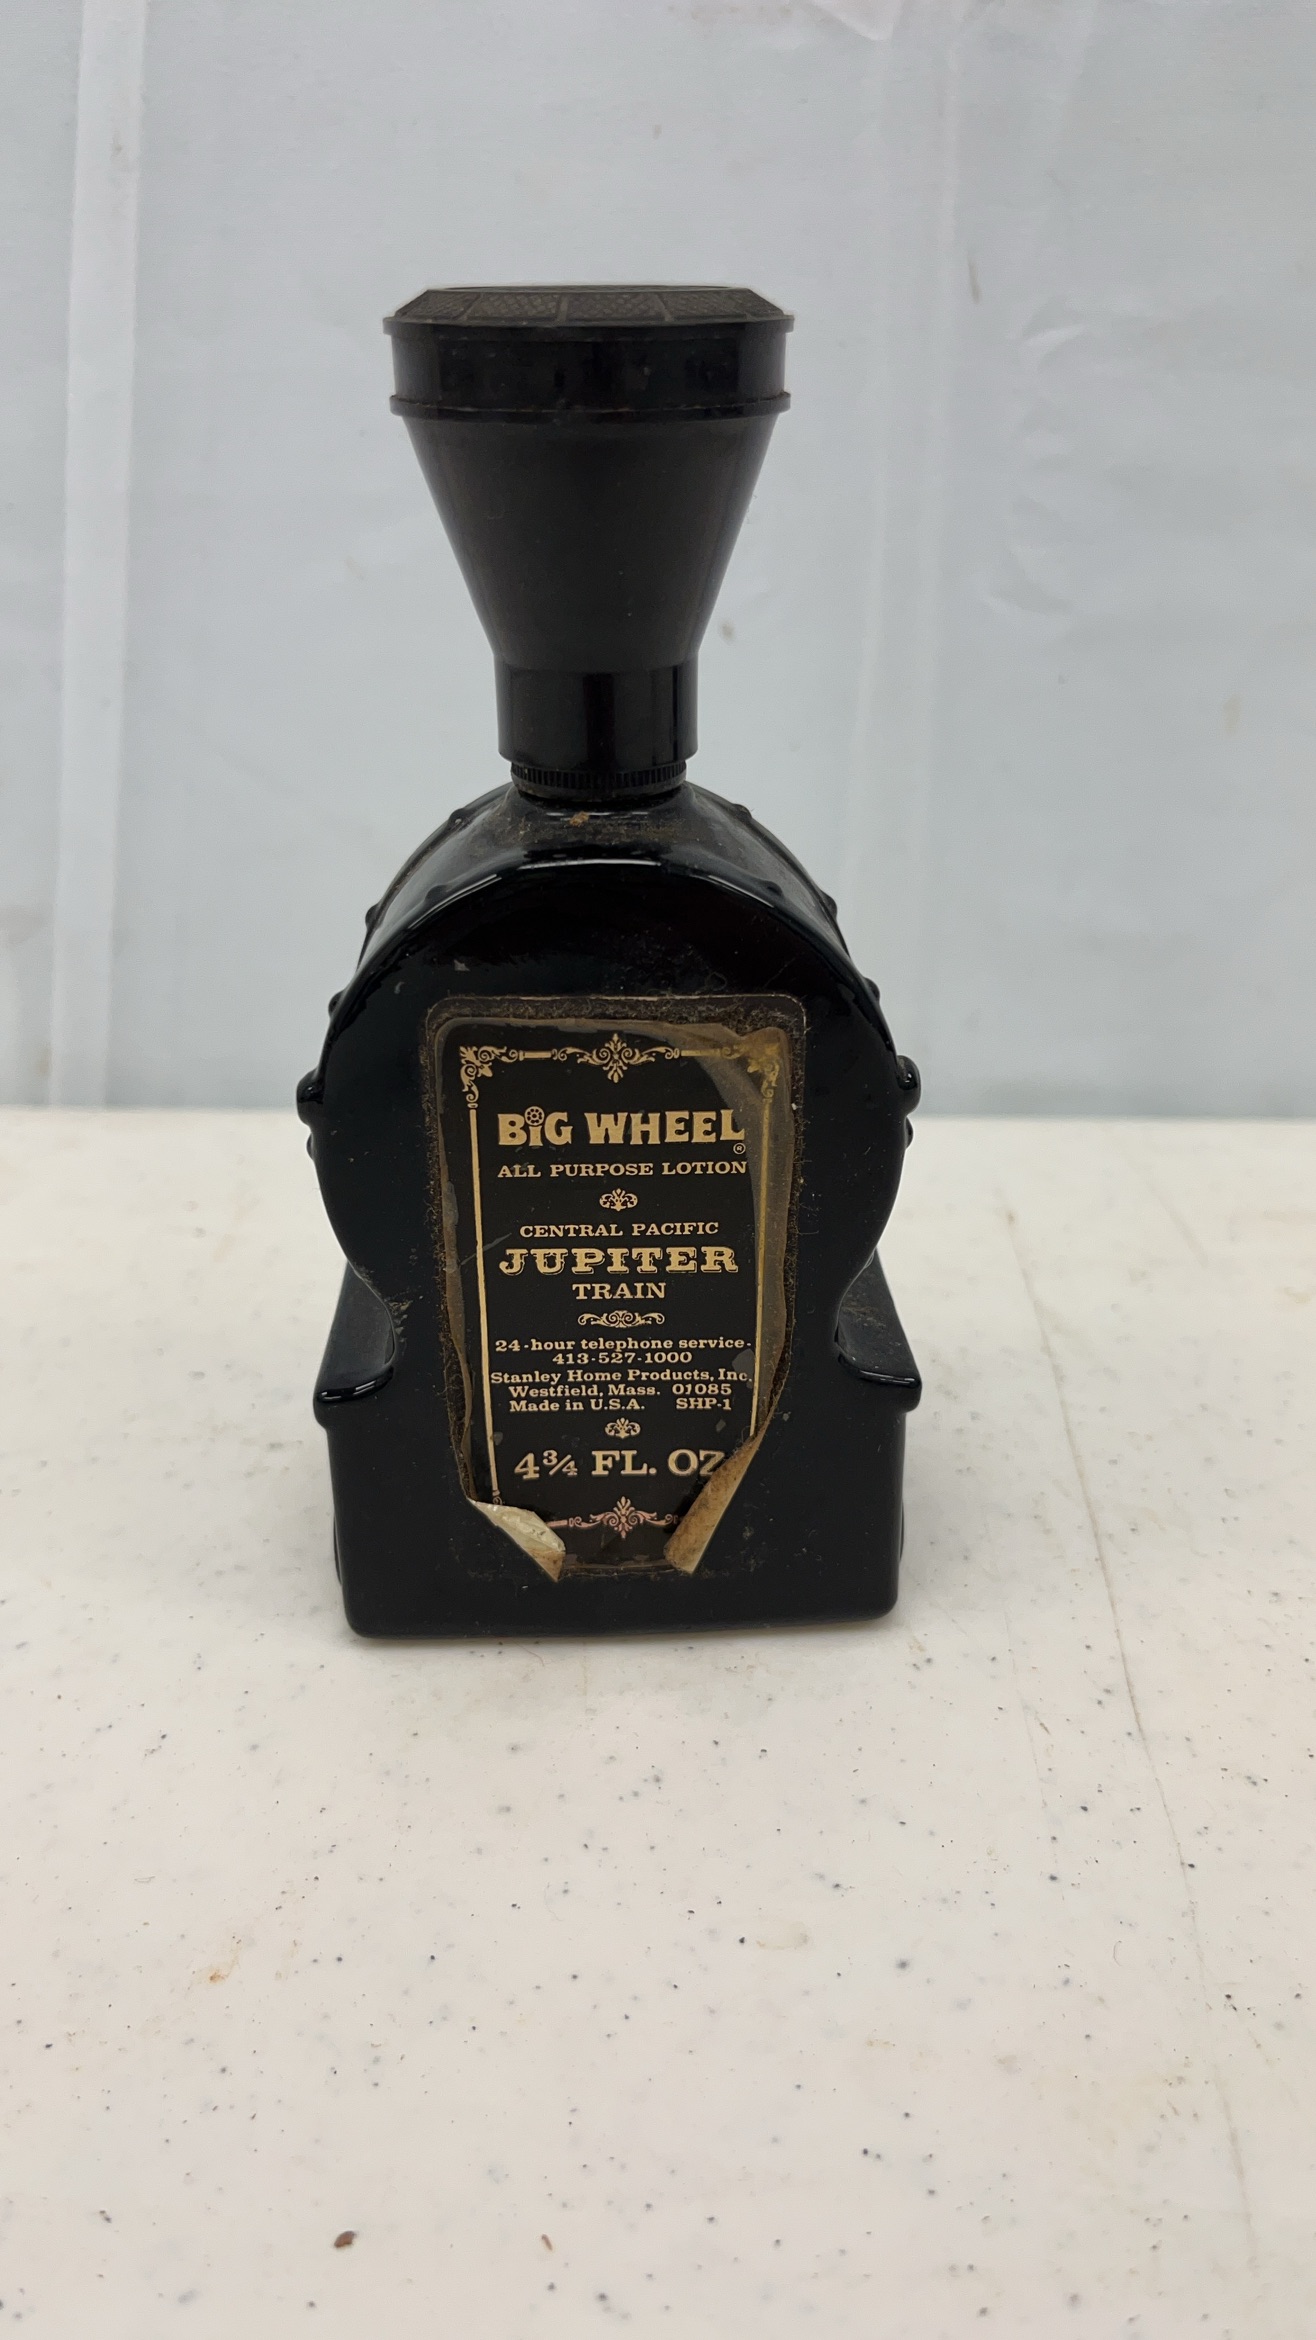 BiG WHEEL®
ALL PURPOSE LOTION
CENTRAL PACIFIC
JUPITER
TRAIN
24-hour telephone service-
413-527-1000
Stanley Home Products, Inc.
Westfield, Mass. 01085
Made in U.S.A. SHP-1
4¾ FL. OZ